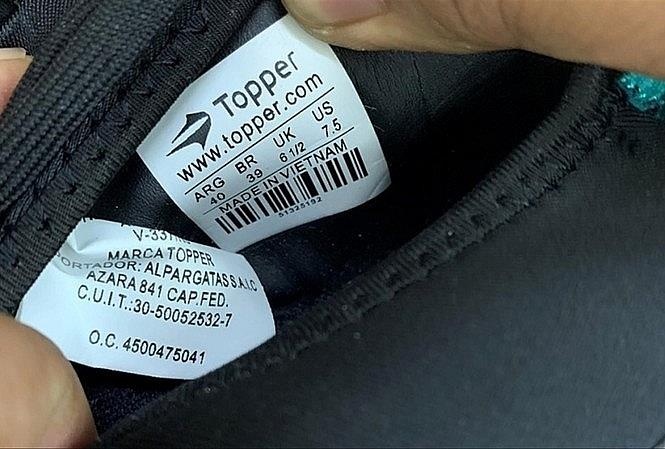 Topper
www.topper.com
ARG BR UK US
40 39 6 1/2 7.5
MADE IN VIETNAM
51325192
MARCA TOPPER
ALPARGATAS S.A.I.C
AZARA 841 CAP.FED.
C.U.I.T.:30-50052532-7
O.C. 4500475041